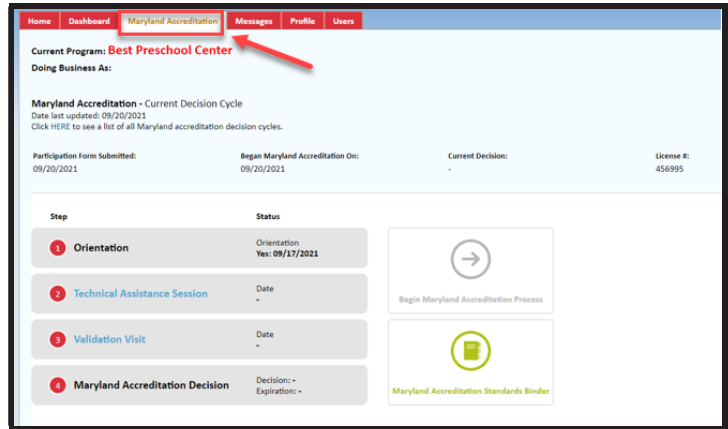 Home Dashboard Maryland Accreditation Messages Profile Users
Current Program: Best Preschool Center
Doing Business As:
Maryland Accreditation - Current Decision Cycle
Date last updated: 09/20/2021
Click HERE to see a list of all Maryland accreditation decision cycles.
Participation Form Submitted: Began Maryland Accreditation On: Current Decision: License #:
09/20/2021 09/20/2021 - 456995
Step Status
1 Orientation
Orientation
Yes: 09/17/2021
2 Technical Assistance Session
Date
-
Begin Maryland Accreditation Process
3 Validation Visit
Date
-
4 Maryland Accreditation Decision
Decision: -
Expiration: -
Maryland Accreditation Standards Binder